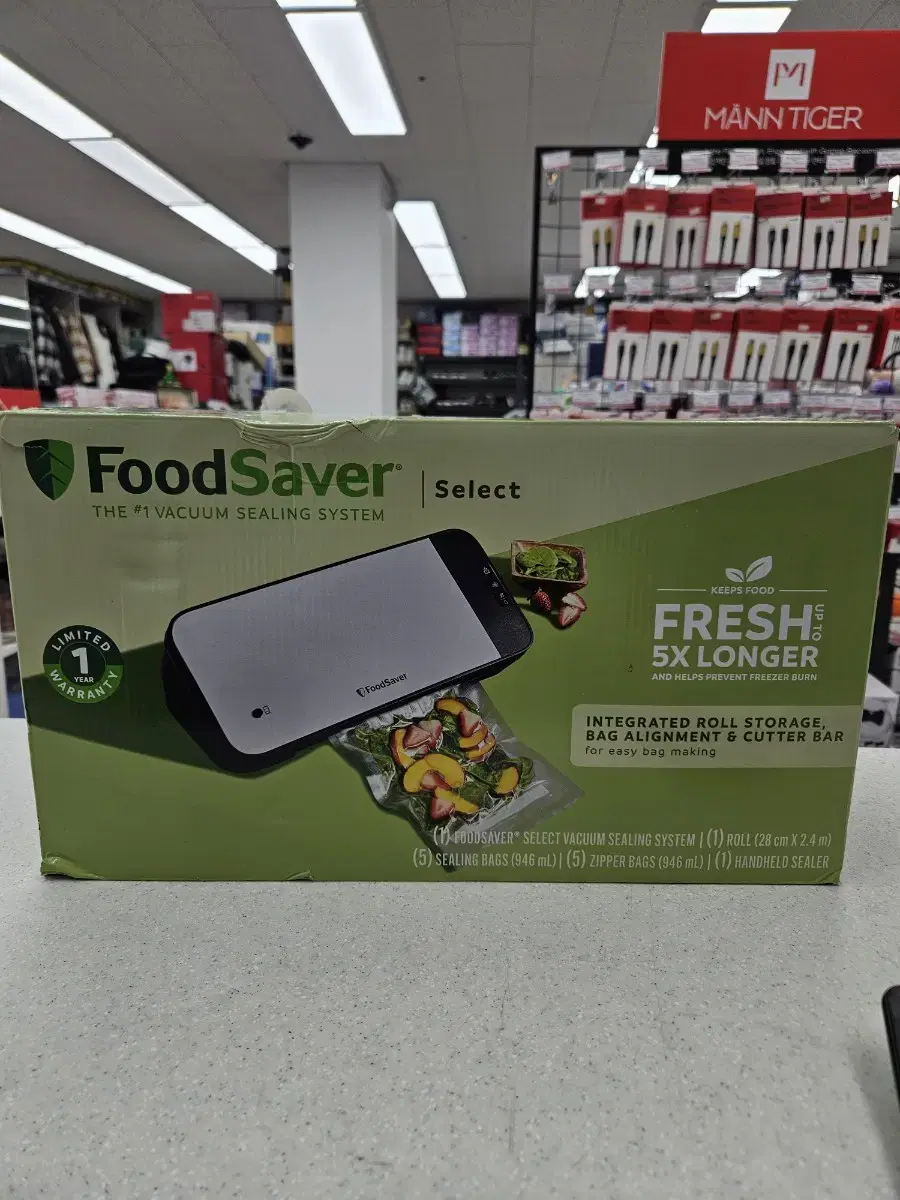 M
MÄNN TIGER
FoodSaver®
Select
THE #1 VACUUM SEALING SYSTEM
KEEPS FOOD
FRESH UP TO
5X LONGER
AND HELPS PREVENT FREEZER BURN
LIMITED
1
YEAR
WARRANTY
FoodSaver
INTEGRATED ROLL STORAGE,
BAG ALIGNMENT & CUTTER BAR
for easy bag making
(1) FOODSAVER® SELECT VACUUM SEALING SYSTEM | (1) ROLL (28 cm X 2.4 m)
(5) SEALING BAGS (946 mL) | (5) ZIPPER BAGS (946 mL) | (1) HANDHELD SEALER